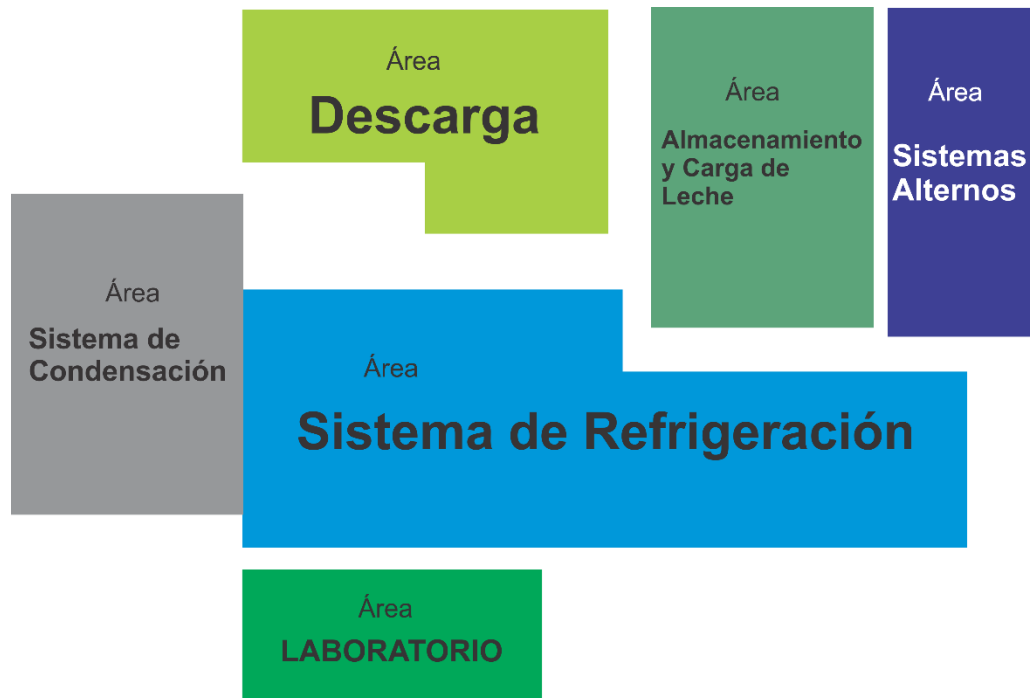 Área
Descarga
Área
Almacenamiento
y Carga de
Leche
Área
Sistemas
Alternos
Área
Sistema de
Condensación
Área
Sistema de Refrigeración
Área
LABORATORIO